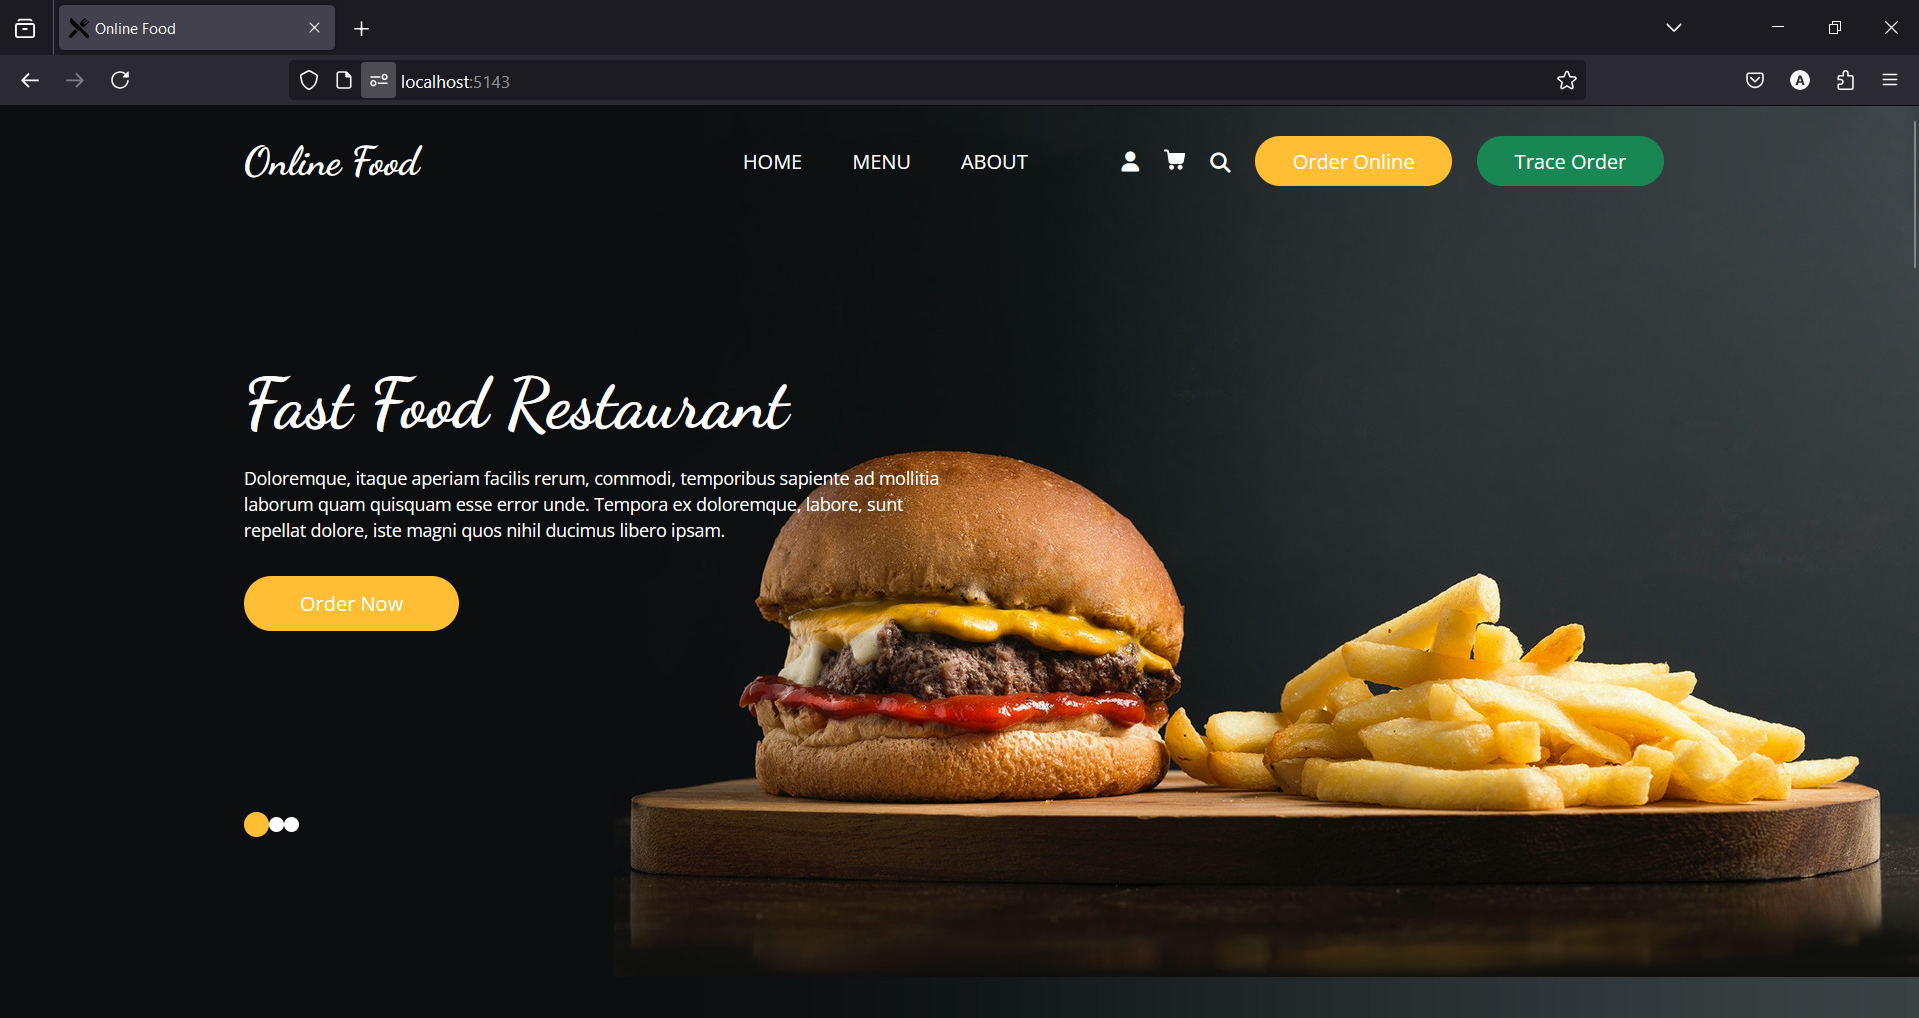 Online Food
localhost:5143
A
Online Food
HOME
MENU
ABOUT
Order Online
Trace Order
Fast Food Restaurant
Doloremque, itaque aperiam facilis rerum, commodi, temporibus sapiente ad mollitia
laborum quam quisquam esse error unde. Tempora ex doloremque, labore, sunt
repellat dolore, iste magni quos nihil ducimus libero ipsam.
Order Now